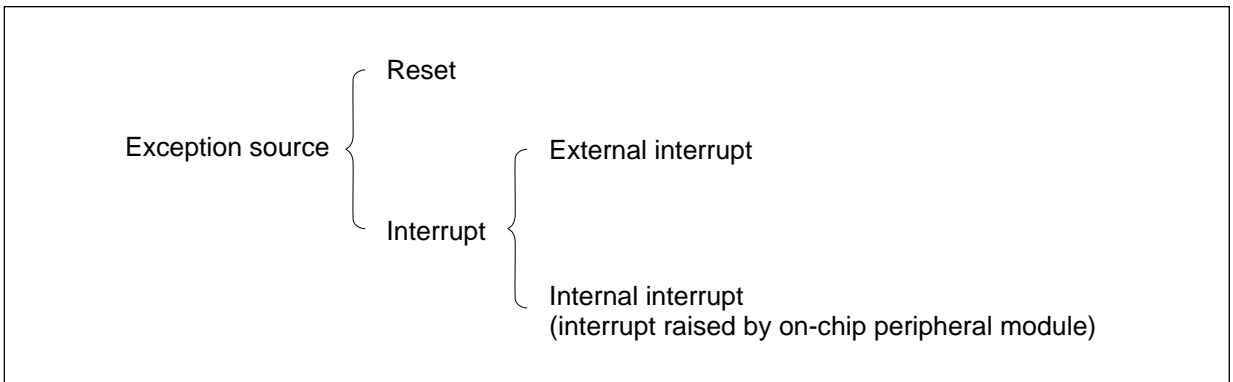 Reset
Exception source
External interrupt
Interrupt
Internal interrupt
(interrupt raised by on-chip peripheral module)